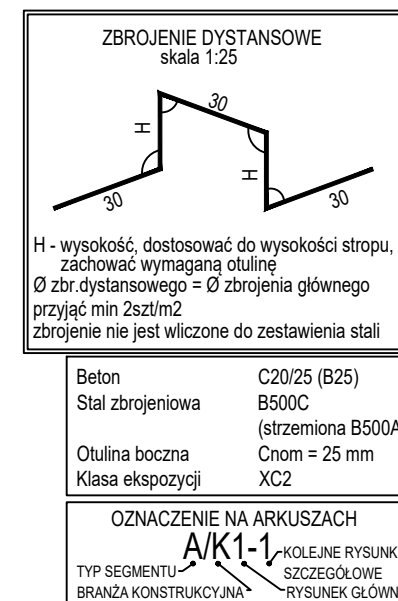 ZBROJENIE DYSTANSOWE
skala 1:25
30
H
H
30
30
H - wysokość, dostosować do wysokości stropu,
zachować wymaganą otulinę
Ø zbr.dystansowego = Ø zbrojenia głównego
przyjąć min 2szt/m2
zbrojenie nie jest wliczone do zestawienia stali
Beton C20/25 (B25)
Stal zbrojeniowa B500C
(strzemiona B500A
Otulina boczna Cnom = 25 mm
Klasa ekspozycji XC2
OZNACZENIE NA ARKUSZACH
A/K1-1
KOLEJNE RYSUNK
TYP SEGMENTU SZCZEGÓŁOWE
BRANŻA KONSTRUKCYJNA RYSUNEK GŁÓWN